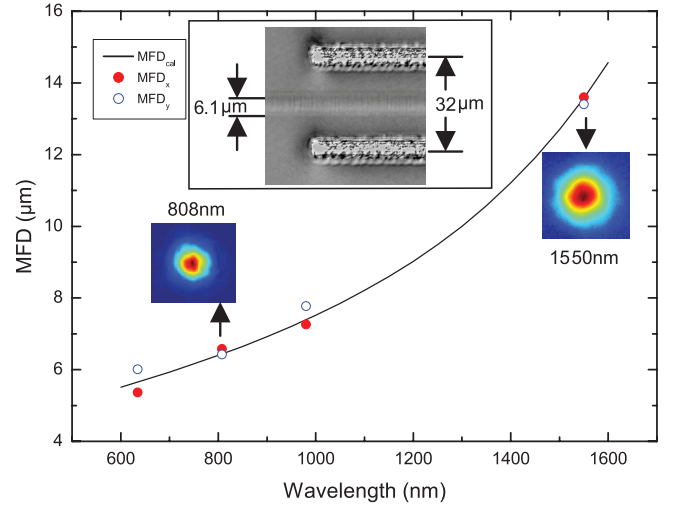 16
14
12
10
8
6
4
MFD (µm)
MFD_cal
MFD_x
MFD_y
6.1µm
32µm
808nm
1550nm
600 800 1000 1200 1400 1600
Wavelength (nm)